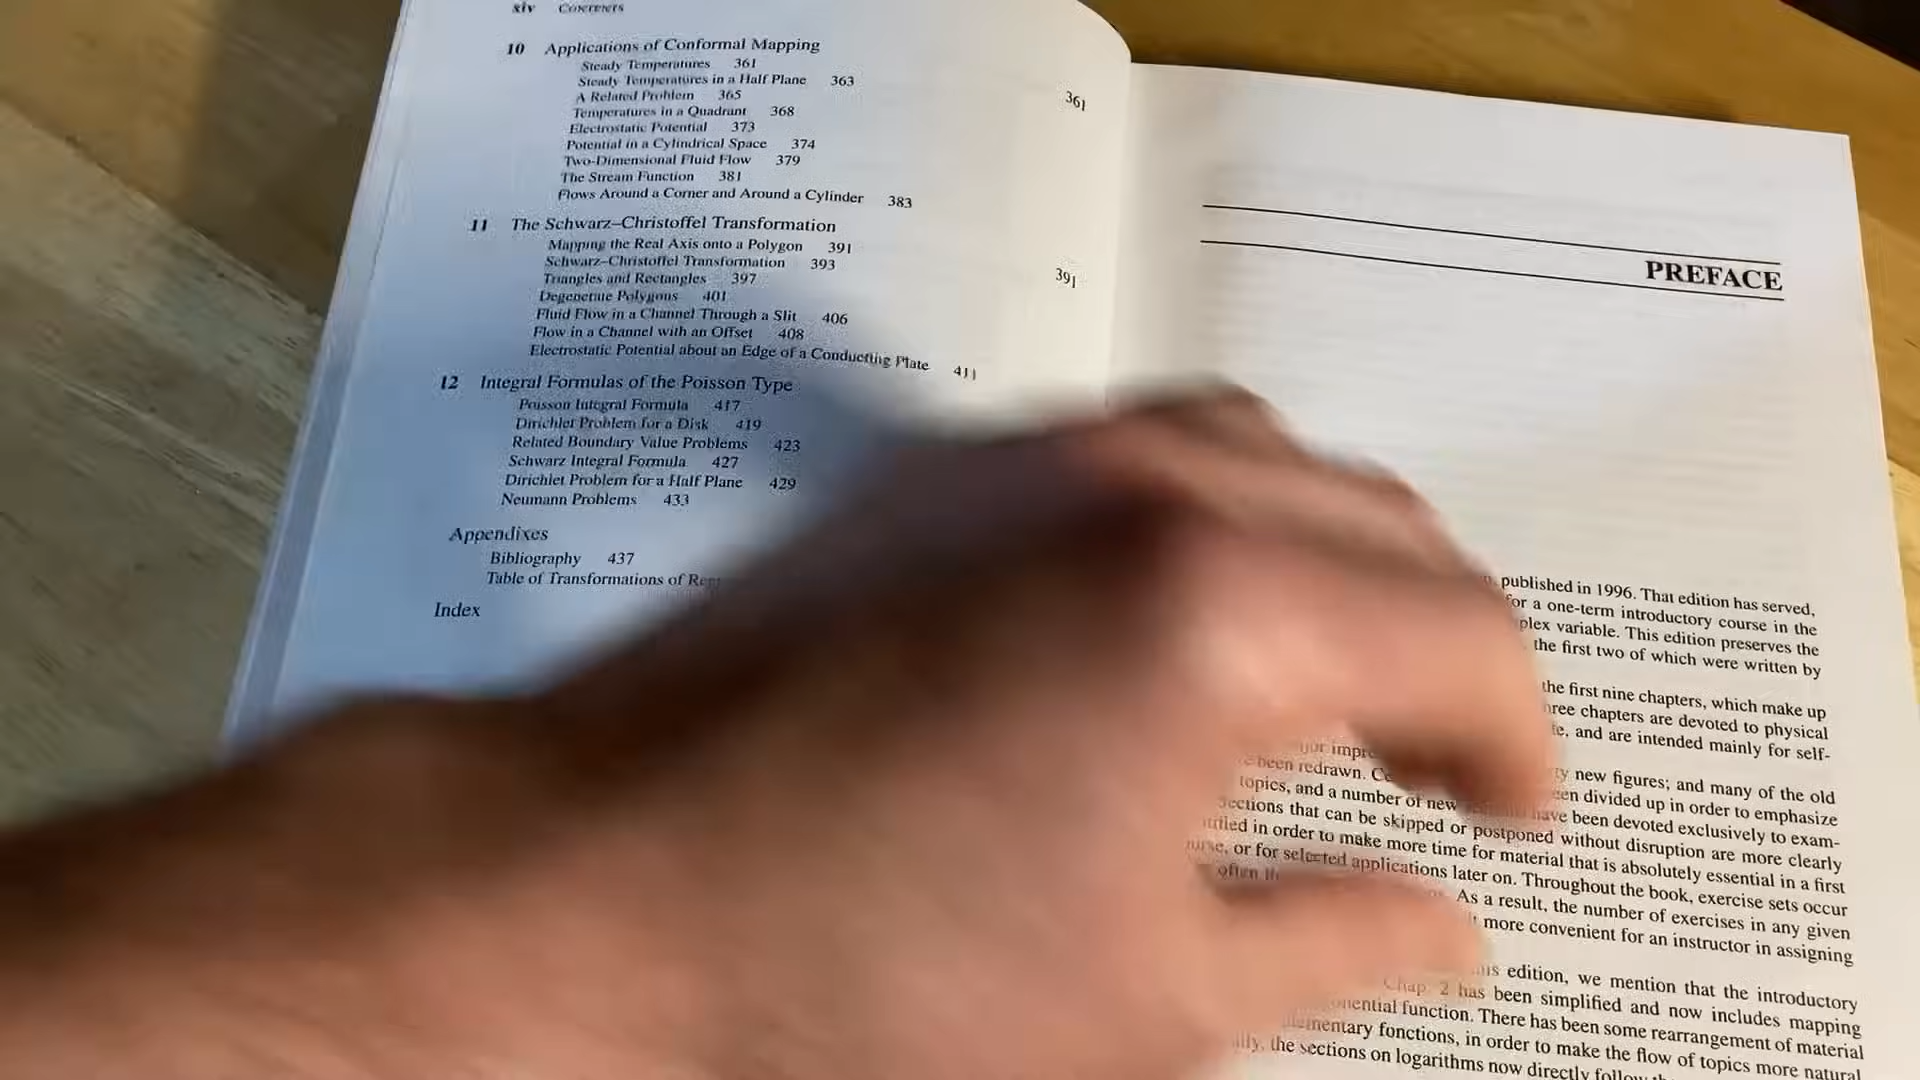 xiv Contents
10 Applications of Conformal Mapping 361
Steady Temperatures 361
Steady Temperatures in a Half Plane 363
A Related Problem 365
Temperatures in a Quadrant 368
Electrostatic Potential 373
Potential in a Cylindrical Space 374
Two-Dimensional Fluid Flow 379
The Stream Function 381
Flows Around a Corner and Around a Cylinder 383
11 The Schwarz–Christoffel Transformation 391
Mapping the Real Axis onto a Polygon 391
Schwarz–Christoffel Transformation 393
Triangles and Rectangles 397
Degenerate Polygons 401
Fluid Flow in a Channel Through a Slit 406
Flow in a Channel with an Offset 408
Electrostatic Potential about an Edge of a Conducting Plate 411
12 Integral Formulas of the Poisson Type
Poisson Integral Formula 417
Dirichlet Problem for a Disk 419
Related Boundary Value Problems 423
Schwarz Integral Formula 427
Dirichlet Problem for a Half Plane 429
Neumann Problems 433
Appendixes
Bibliography 437
Table of Transformations of
Index
PREFACE
published in 1996. That edition has served,
for a one-term introductory course in the
variable. This edition preserves the
the first two of which were written by
the first nine chapters, which make up
chapters are devoted to physical
and are intended mainly for self-
new figures; and many of the old
been redrawn. divided up in order to emphasize
topics, and a number of new have been devoted exclusively to exam-
sections that can be skipped or postponed without disruption are more clearly
in order to make more time for material that is absolutely essential in a first
or for selected applications later on. Throughout the book, exercise sets occur
often As a result, the number of exercises in any given
more convenient for an instructor in assigning
edition, we mention that the introductory
Chap. 2 has been simplified and now includes mapping
function. There has been some rearrangement of material
fonctions, in order to make the flow of topics more natural
the sections on logarithms now directly follow